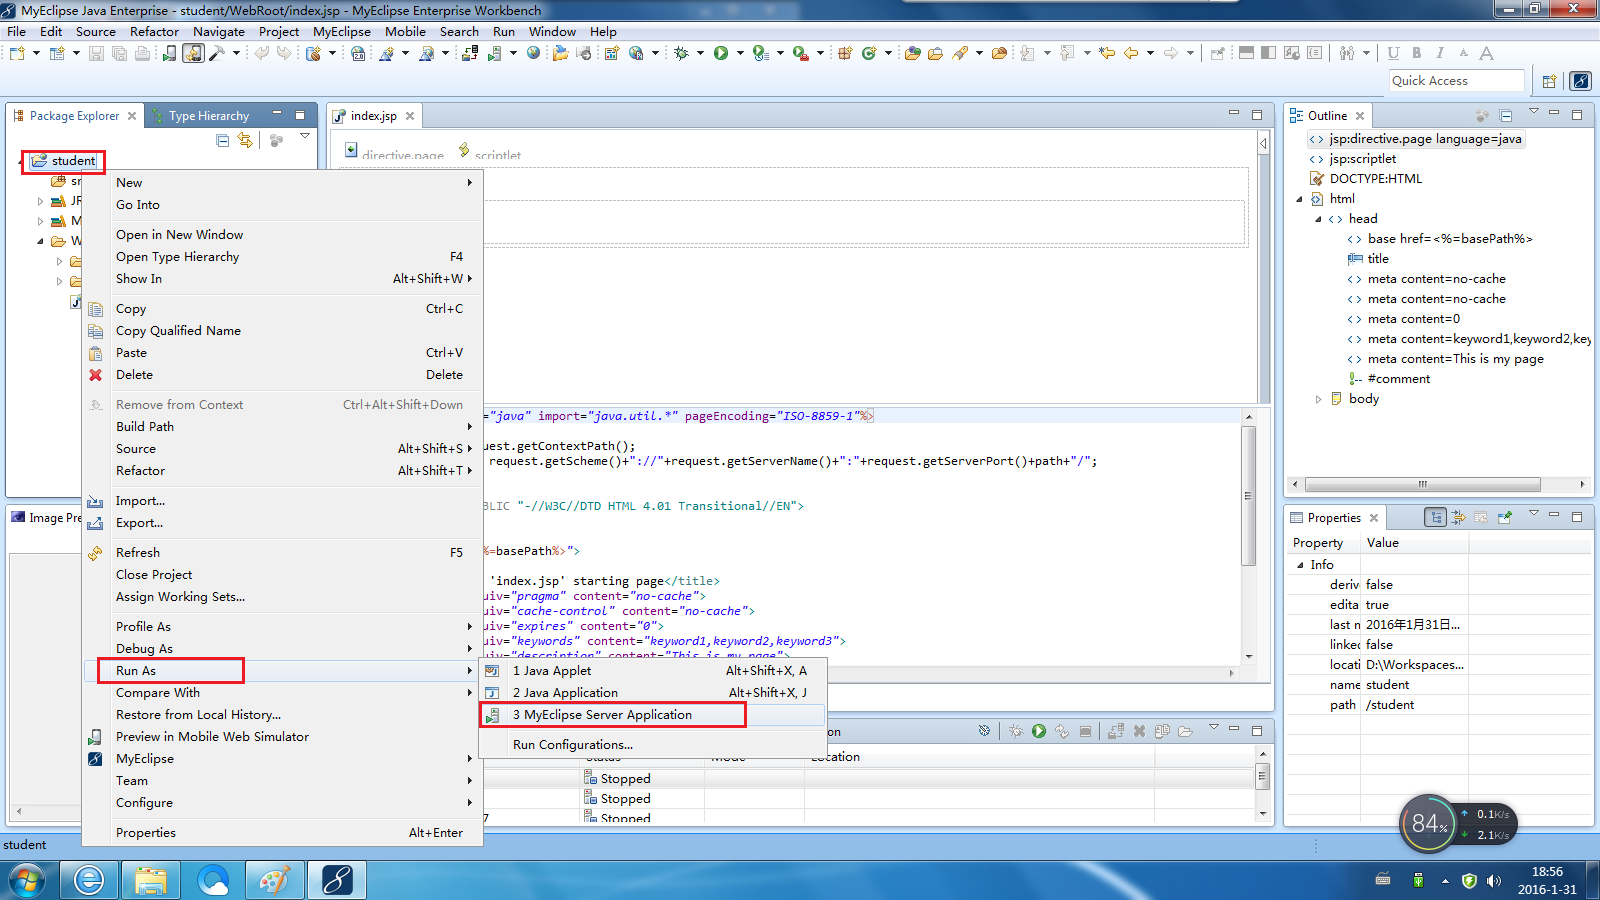 MyEclipse Java Enterprise - student/WebRoot/index.jsp - MyEclipse Enterprise Workbench
File Edit Source Refactor Navigate Project MyEclipse Mobile Search Run Window Help
Quick Access
Package Explorer
Type Hierarchy
student
New
Go Into
Open in New Window
Open Type Hierarchy F4
Show In Alt+Shift+W
Copy Ctrl+C
Copy Qualified Name
Paste Ctrl+V
Delete Delete
Remove from Context Ctrl+Alt+Shift+Down
Build Path
Source Alt+Shift+S
Refactor Alt+Shift+T
Import...
Export...
Refresh F5
Close Project
Assign Working Sets...
Profile As
Debug As
Run As
Compare With
Restore from Local History...
Preview in Mobile Web Simulator
MyEclipse
Team
Configure
Properties Alt+Enter
1 Java Applet Alt+Shift+X, A
2 Java Application Alt+Shift+X, J
3 MyEclipse Server Application
Run Configurations...
Image Pre
index.jsp
directive.page scriptlet
="java" import="java.util.*" pageEncoding="ISO-8859-1"%>
uest.getContextPath();
request.getScheme()+"://"+request.getServerName()+":"+request.getServerPort()+path+"/";
BLIC "-//W3C//DTD HTML 4.01 Transitional//EN">
%=basePath%>">
'index.jsp' starting page</title>
uiv="pragma" content="no-cache">
uiv="cache-control" content="no-cache">
uiv="expires" content="0">
uiv="keywords" content="keyword1,keyword2,keyword3">
uiv="description" content="This is my page">
on
Status Mode Location
Stopped
Stopped
7 Stopped
Outline
jsp:directive.page language=java
jsp:scriptlet
DOCTYPE:HTML
html
head
base href=<%=basePath%>
title
meta content=no-cache
meta content=no-cache
meta content=0
meta content=keyword1,keyword2,key
meta content=This is my page
#comment
body
Properties
Property Value
Info
derive false
edita true
last n 2016年1月31日...
linked false
locati D:\Workspaces...
name student
path /student
84%
0.1K/s
2.1K/s
student
18:56
2016-1-31